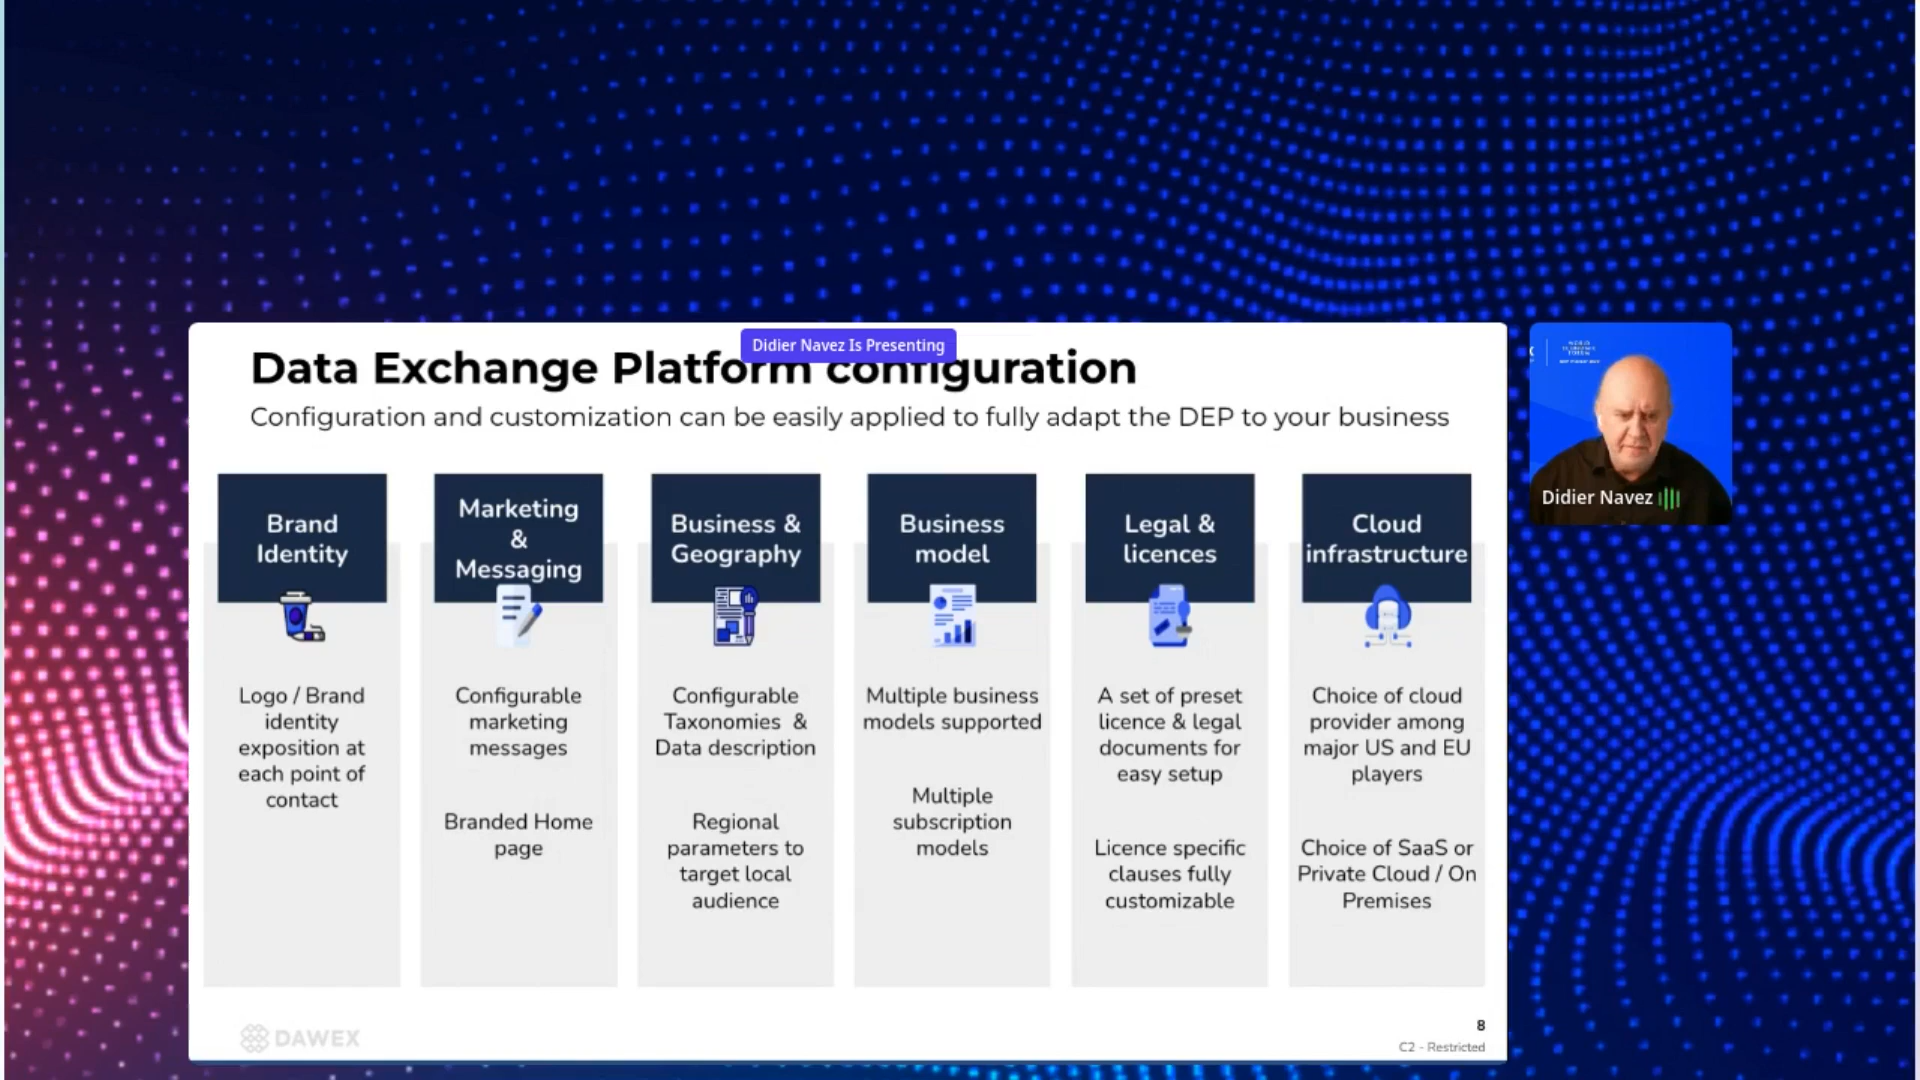 Didier Navez Is Presenting
Data Exchange Platform configuration
Configuration and customization can be easily applied to fully adapt the DEP to your business
Brand
Identity
Logo / Brand
identity
exposition at
each point of
contact
Marketing
&
Messaging
Configurable
marketing
messages
Branded Home
page
Business &
Geography
Configurable
Taxonomies &
Data description
Regional
parameters to
target local
audience
Business
model
Multiple business
models supported
Multiple
subscription
models
Legal &
licences
A set of preset
licence & legal
documents for
easy setup
Licence specific
clauses fully
customizable
Cloud
infrastructure
Choice of cloud
provider among
major US and EU
players
Choice of SaaS or
Private Cloud / On
Premises
DAWEX
8
C2 - Restricted
WORLD
ECONOMIC
FORUM
Didier Navez